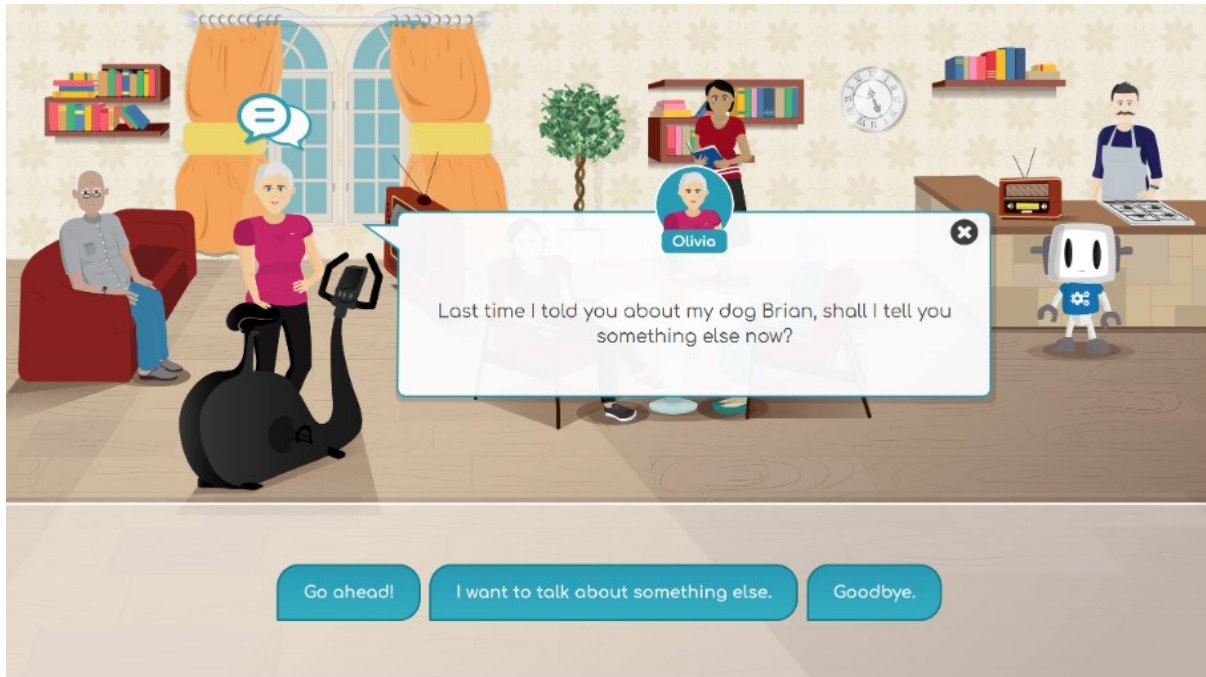 Olivia
Last time I told you about my dog Brian, shall I tell you
something else now?
Go ahead!
I want to talk about something else.
Goodbye.